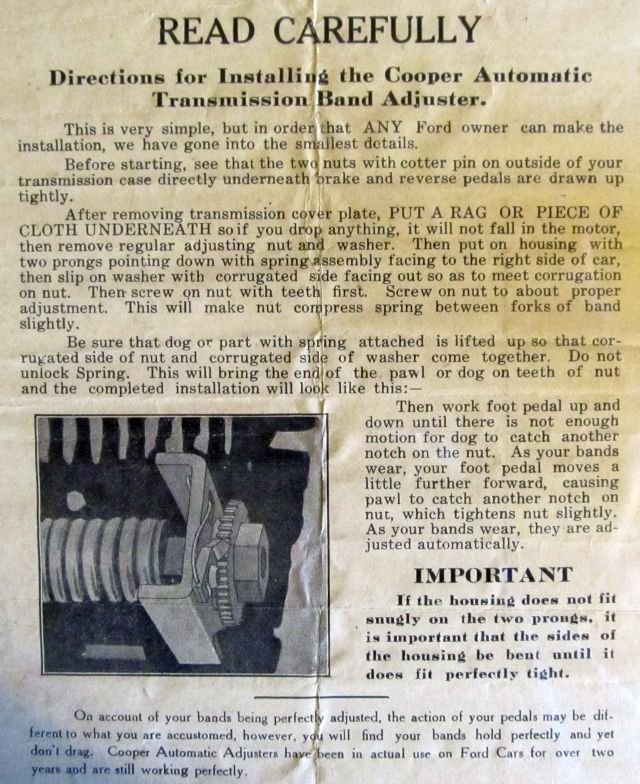 READ CAREFULLY
Directions for Installing the Cooper Automatic
Transmission Band Adjuster.
This is very simple, but in order that ANY Ford owner can make the
installation, we have gone into the smallest details.
Before starting, see that the two nuts with cotter pin on outside of your
transmission case directly underneath brake and reverse pedals are drawn up
tightly.
After removing transmission cover plate, PUT A RAG OR PIECE OF
CLOTH UNDERNEATH so if you drop anything, it will not fall in the motor,
then remove regular adjusting nut and washer. Then put on housing with
two prongs pointing down with spring assembly facing to the right side of car,
then slip on washer with corrugated side facing out so as to meet corrugation
on nut. Then screw on nut with teeth first. Screw on nut to about proper
adjustment. This will make nut compress spring between forks of band
slightly.
Be sure that dog or part with spring attached is lifted up so that cor-
rugated side of nut and corrugated side of washer come together. Do not
unlock Spring. This will bring the end of the pawl or dog on teeth of nut
and the completed installation will look like this:—
Then work foot pedal up and
down until there is not enough
motion for dog to catch another
notch on the nut. As your bands
wear, your foot pedal moves a
little further forward, causing
pawl to catch another notch on
nut, which tightens nut slightly.
As your bands wear, they are ad-
justed automatically.
IMPORTANT
If the housing does not fit
snugly on the two prongs, it
is important that the sides of
the housing be bent until it
does fit perfectly tight.
On account of your bands being perfectly adjusted, the action of your pedals may be dif-
ferent to what you are accustomed, however, you will find your bands hold perfectly and yet
don't drag. Cooper Automatic Adjusters have been in actual use on Ford Cars for over two
years and are still working perfectly.